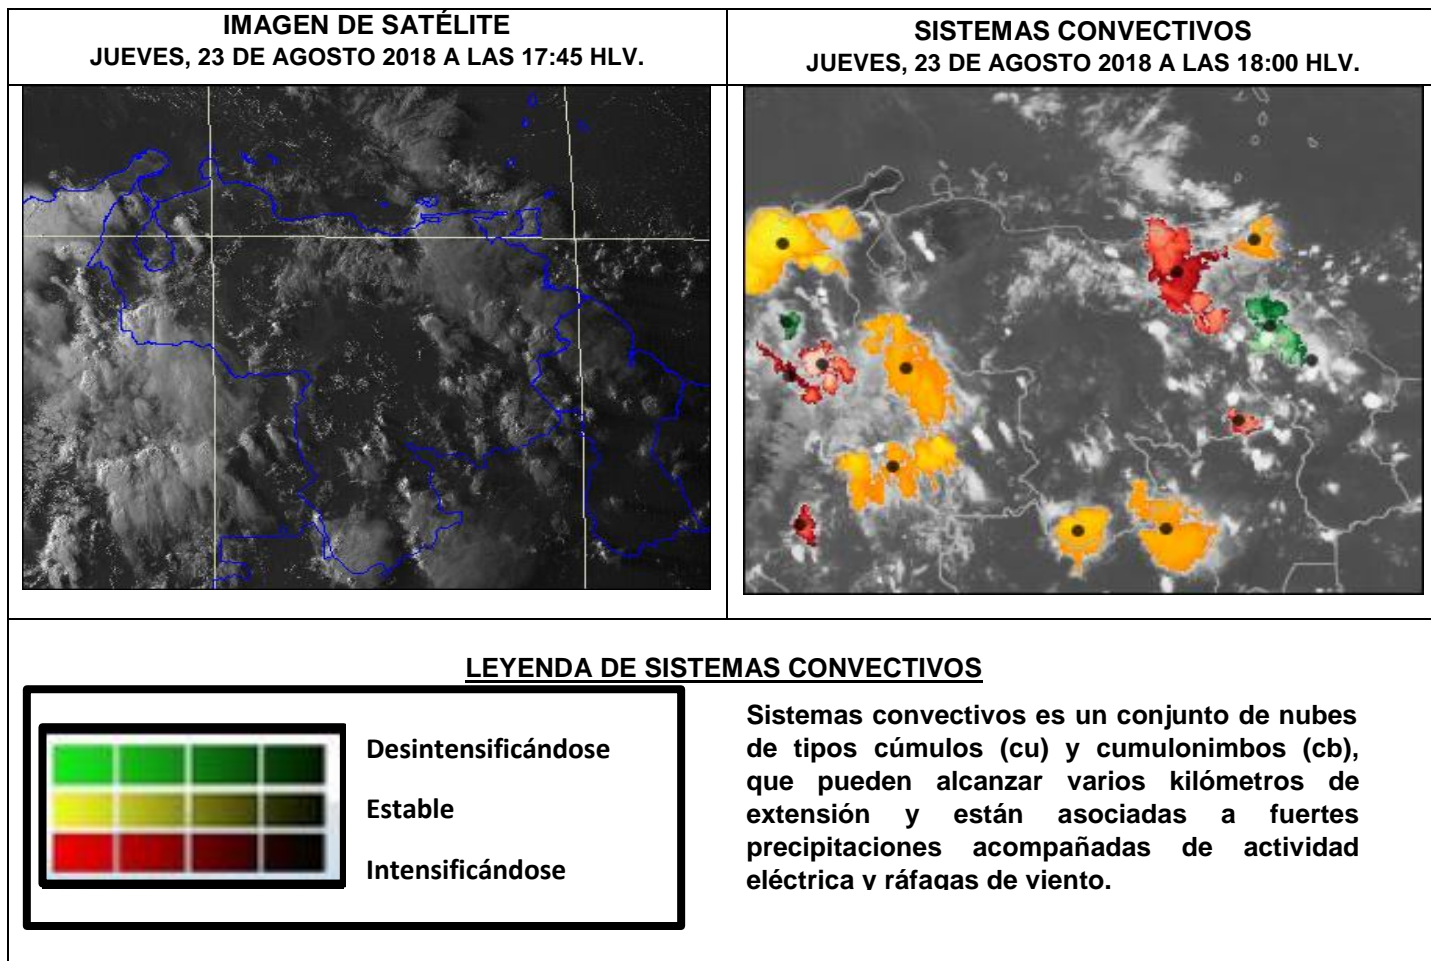 IMAGEN DE SATÉLITE
JUEVES, 23 DE AGOSTO 2018 A LAS 17:45 HLV.
SISTEMAS CONVECTIVOS
JUEVES, 23 DE AGOSTO 2018 A LAS 18:00 HLV.
LEYENDA DE SISTEMAS CONVECTIVOS
Desintensificándose
Estable
Intensificándose
Sistemas convectivos es un conjunto de nubes
de tipos cúmulos (cu) y cumulonimbos (cb),
que pueden alcanzar varios kilómetros de
extensión y están asociadas a fuertes
precipitaciones acompañadas de actividad
eléctrica y ráfagas de viento.